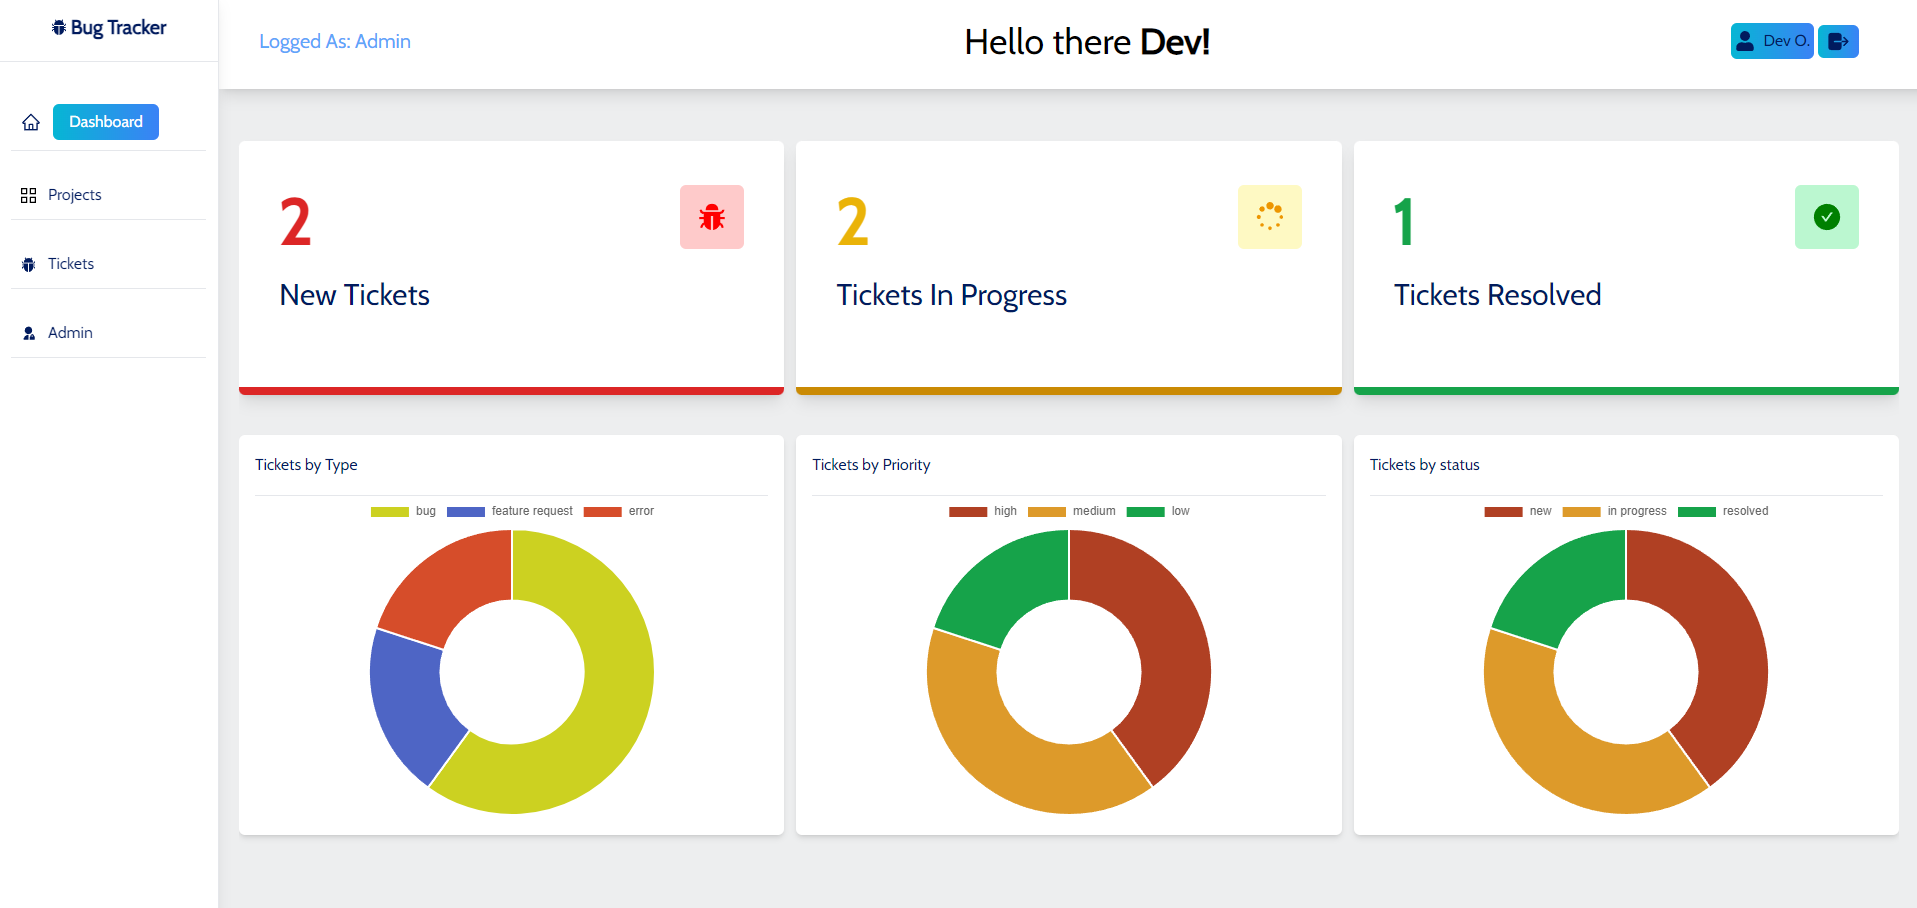 Bug Tracker
Logged As: Admin
Hello there Dev!
Dev O.
Dashboard
Projects
Tickets
Admin
2
New Tickets
2
Tickets In Progress
1
Tickets Resolved
Tickets by Type
bug feature request error
Tickets by Priority
high medium low
Tickets by status
new in progress resolved